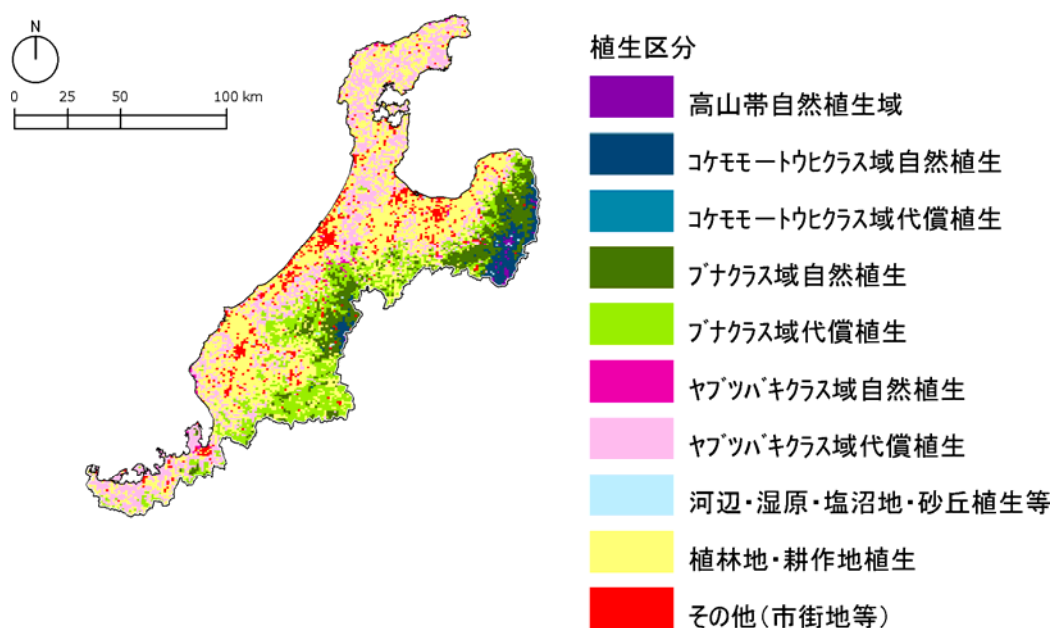 N
0 25 50 100 km
植生区分
高山帯自然植生域
ｺｹﾓﾓｰﾄｳﾋｸﾗｽ域自然植生
ｺｹﾓﾓｰﾄｳﾋｸﾗｽ域代償植生
ﾌﾞﾅｸﾗｽ域自然植生
ﾌﾞﾅｸﾗｽ域代償植生
ﾔﾌﾞﾂﾊﾞｷｸﾗｽ域自然植生
ﾔﾌﾞﾂﾊﾞｷｸﾗｽ域代償植生
河辺・湿原・塩沼地・砂丘植生等
植林地・耕作地植生
その他（市街地等）